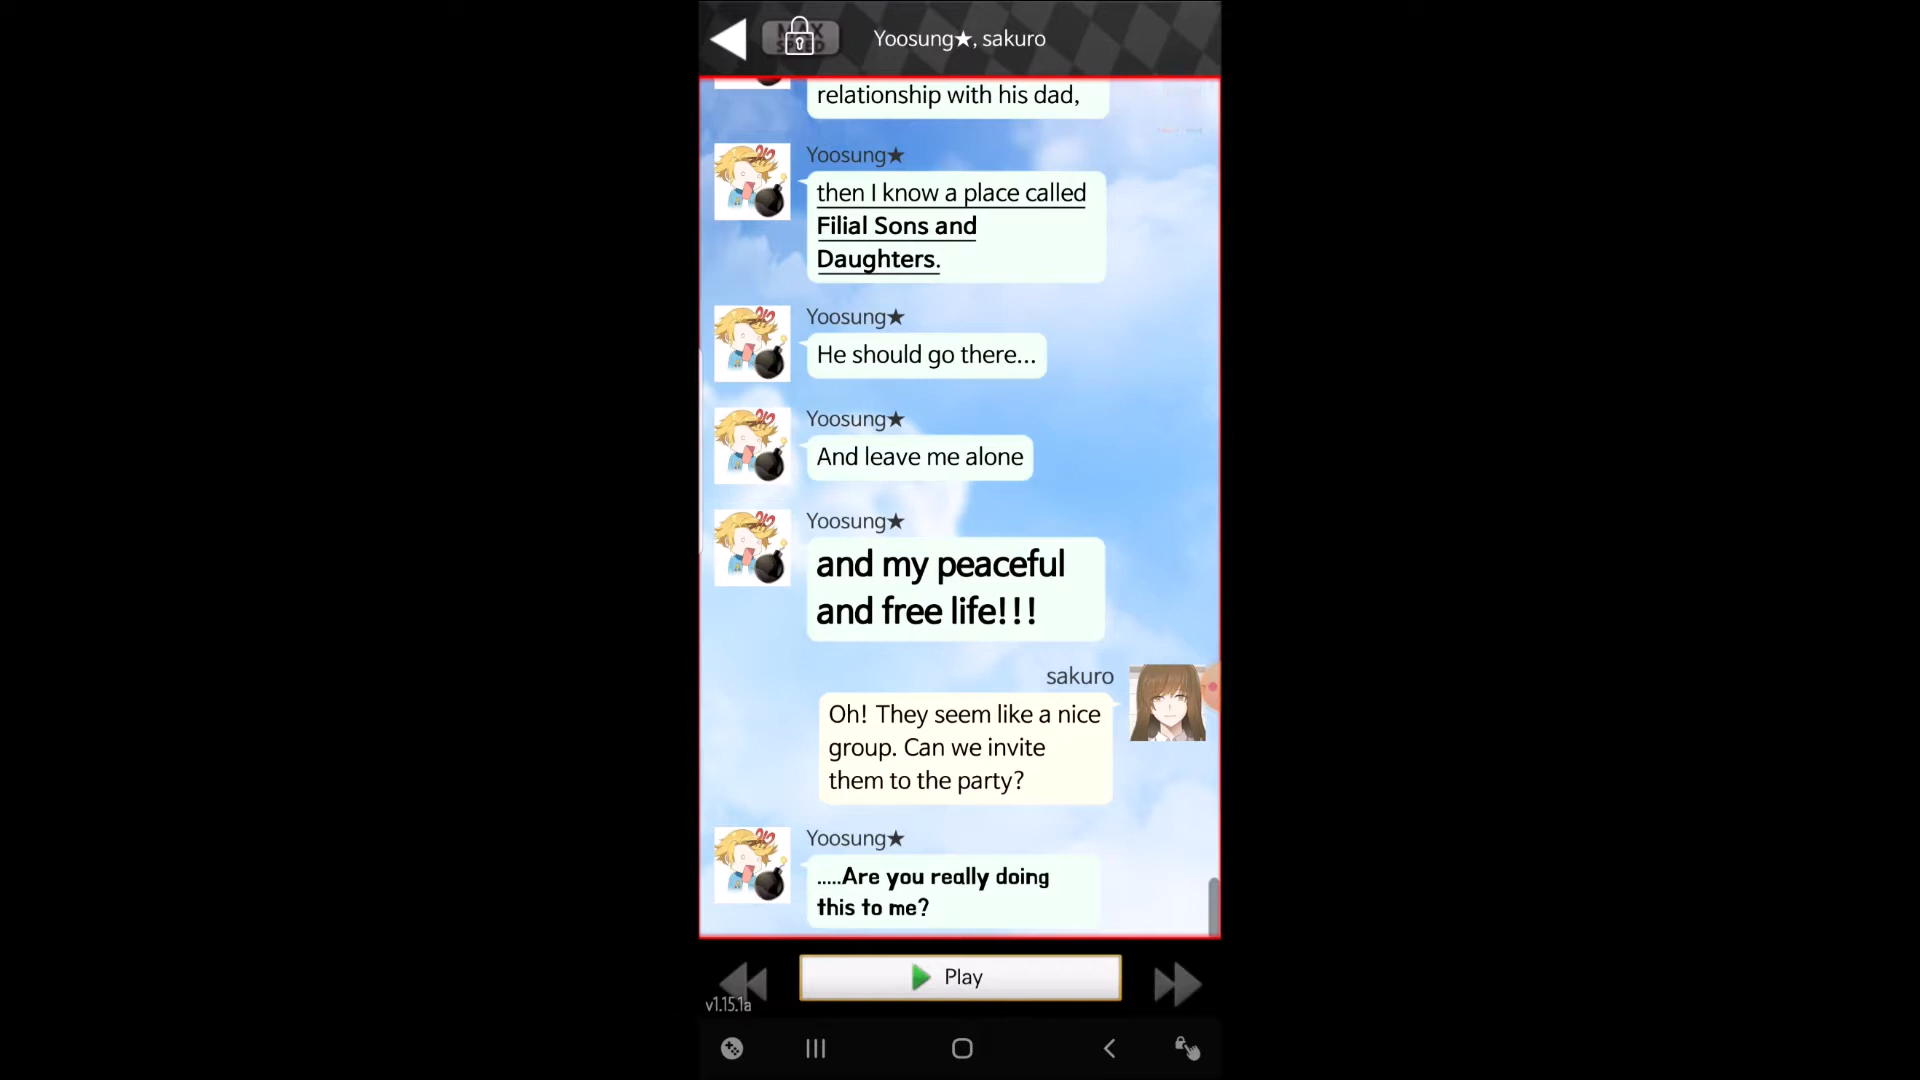 MAX
SPEED
Yoosung★, sakuro
relationship with his dad,
Yoosung★
then I know a place called
Filial Sons and
Daughters.
Yoosung★
He should go there...
Yoosung★
And leave me alone
Yoosung★
and my peaceful
and free life!!!
sakuro
Oh! They seem like a nice
group. Can we invite
them to the party?
Yoosung★
.....Are you really doing
this to me?
Play
v1.15.1a